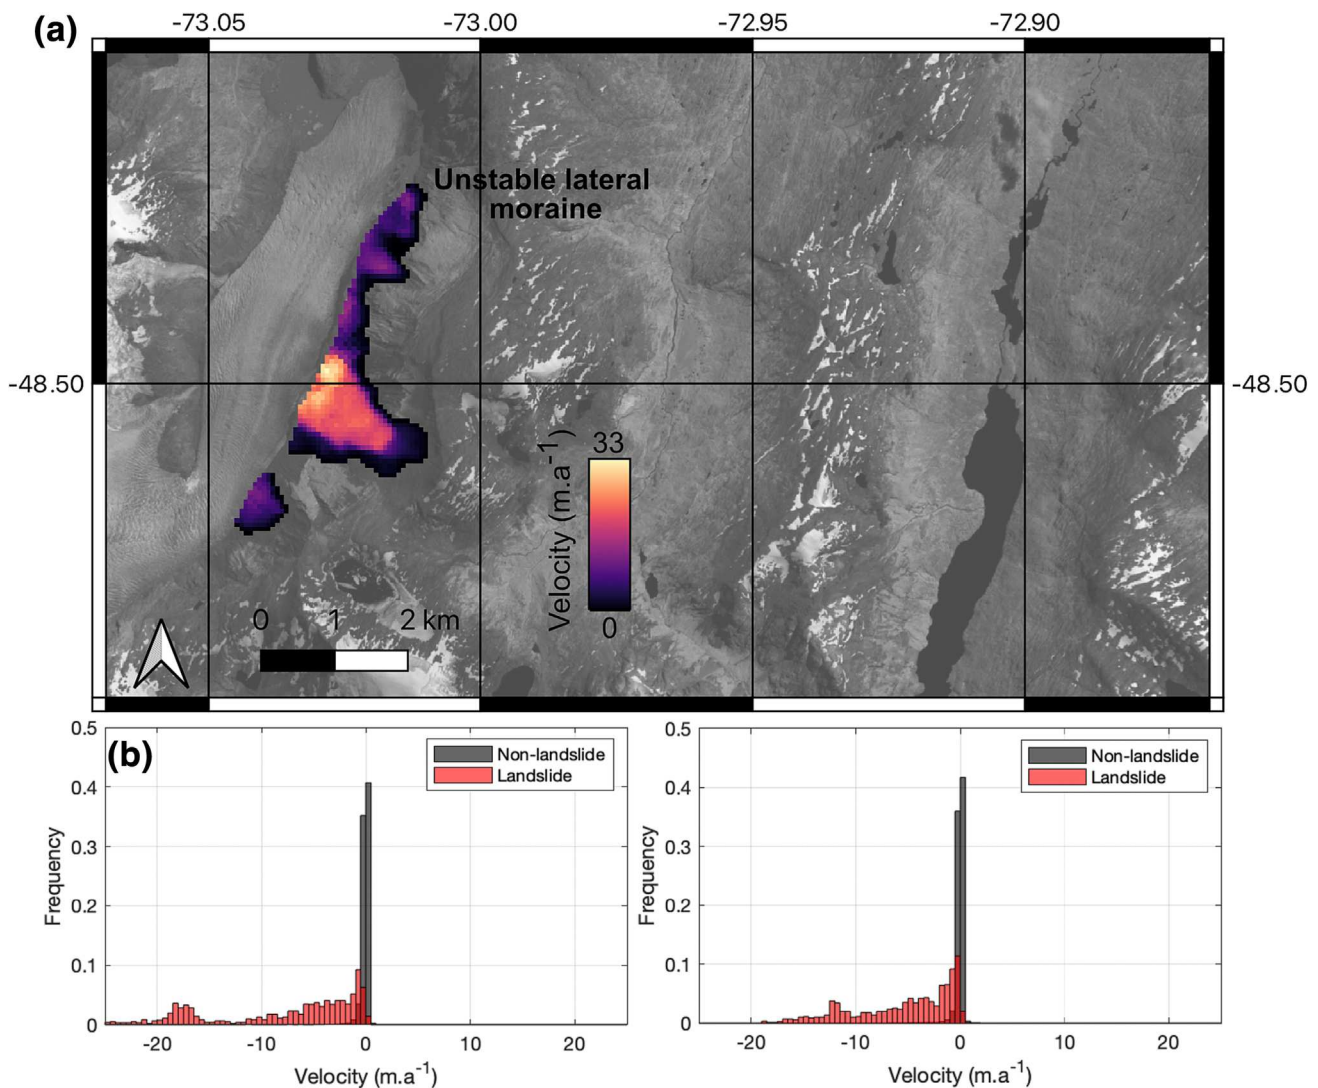 (a)
-73.05 -73.00 -72.95 -72.90
Unstable lateral
moraine
-48.50 -48.50
33
Velocity (m.a⁻¹)
0
0 1 2 km
(b)
0.5
0.4
0.3
0.2
0.1
0
Frequency
-20 -10 0 10 20
Velocity (m.a⁻¹)
Non-landslide
Landslide
0.5
0.4
0.3
0.2
0.1
0
Frequency
-20 -10 0 10 20
Velocity (m.a⁻¹)
Non-landslide
Landslide